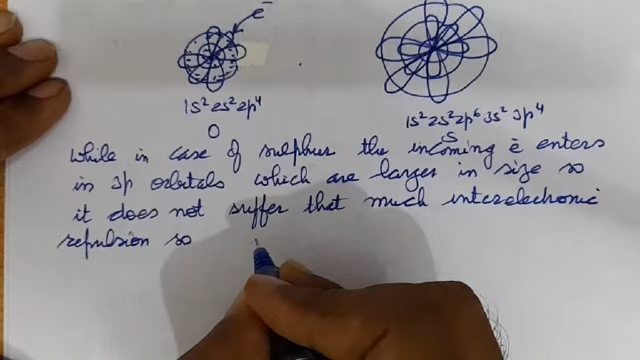 e⁻
1s² 2s² 2p⁴
1s² 2s² 2p⁶ 3s² 3p⁴
O
S
While in case of sulphur the incoming e⁻ enters
in 3p orbitals which are larger in size so
it does not suffer that much interelectronic
repulsion so